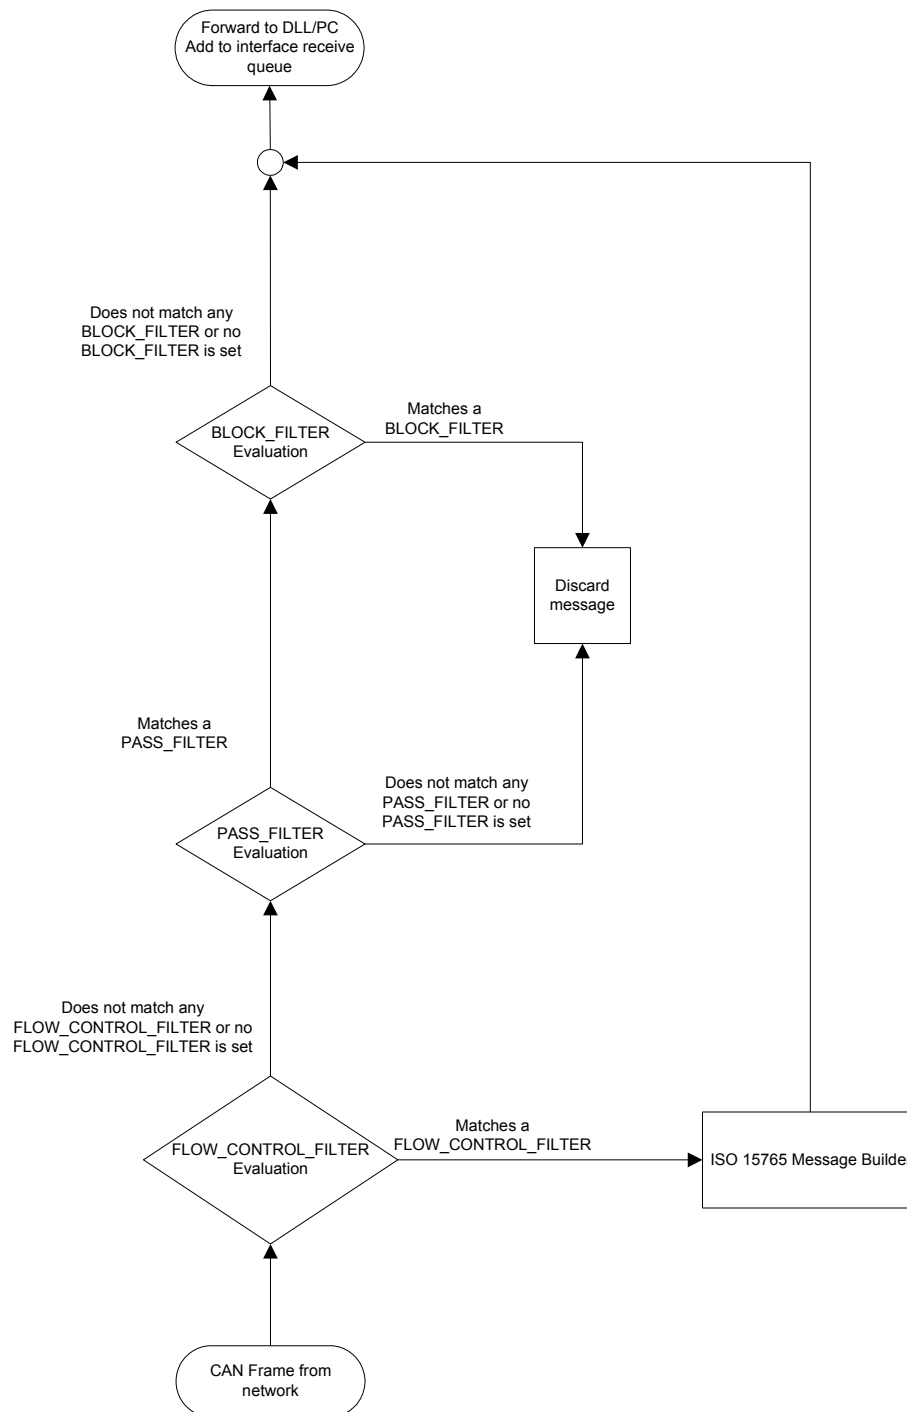 Forward to DLL/PC
Add to interface receive
queue
Does not match any
BLOCK_FILTER or no
BLOCK_FILTER is set
BLOCK_FILTER
Evaluation
Matches a
BLOCK_FILTER
Discard
message
Matches a
PASS_FILTER
Does not match any
PASS_FILTER or no
PASS_FILTER is set
PASS_FILTER
Evaluation
Does not match any
FLOW_CONTROL_FILTER or no
FLOW_CONTROL_FILTER is set
FLOW_CONTROL_FILTER
Evaluation
Matches a
FLOW_CONTROL_FILTER
ISO 15765 Message Builder
CAN Frame from
network